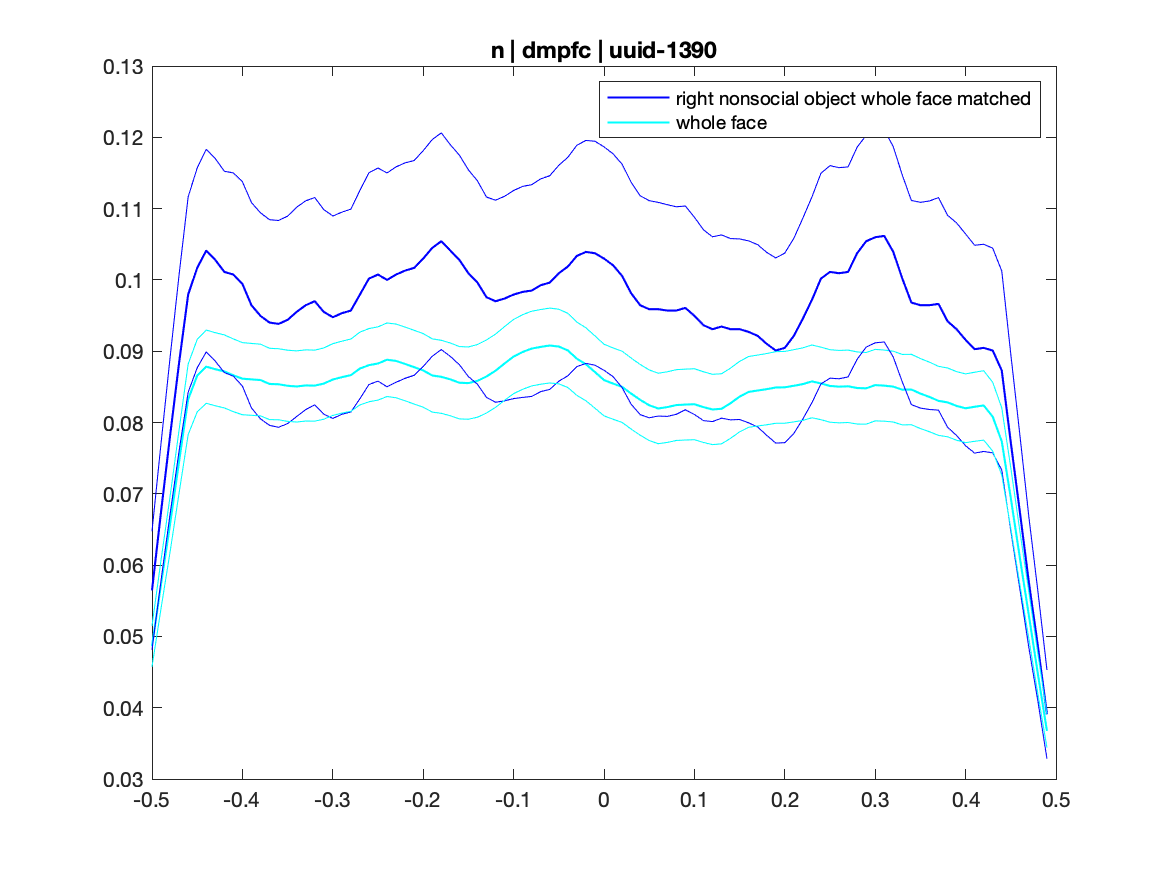 n | dmpfc | uuid-1390
right nonsocial object whole face matched
whole face
0.13
0.12
0.11
0.1
0.09
0.08
0.07
0.06
0.05
0.04
0.03
-0.5 -0.4 -0.3 -0.2 -0.1 0 0.1 0.2 0.3 0.4 0.5